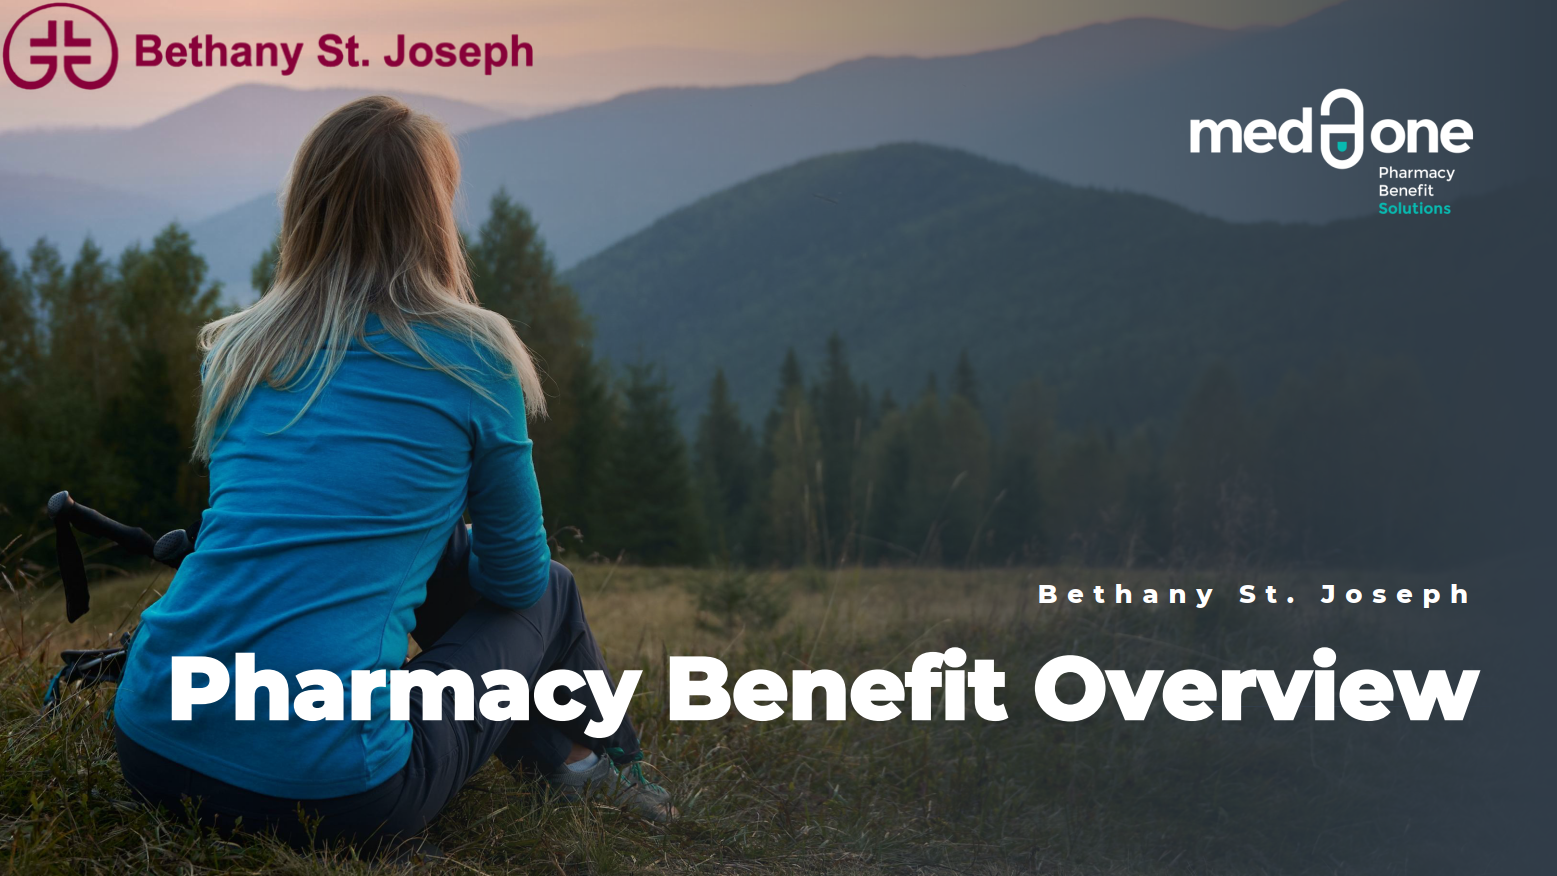 Bethany St. Joseph
med one
Pharmacy
Benefit
Solutions
Bethany St. Joseph
Pharmacy Benefit Overview